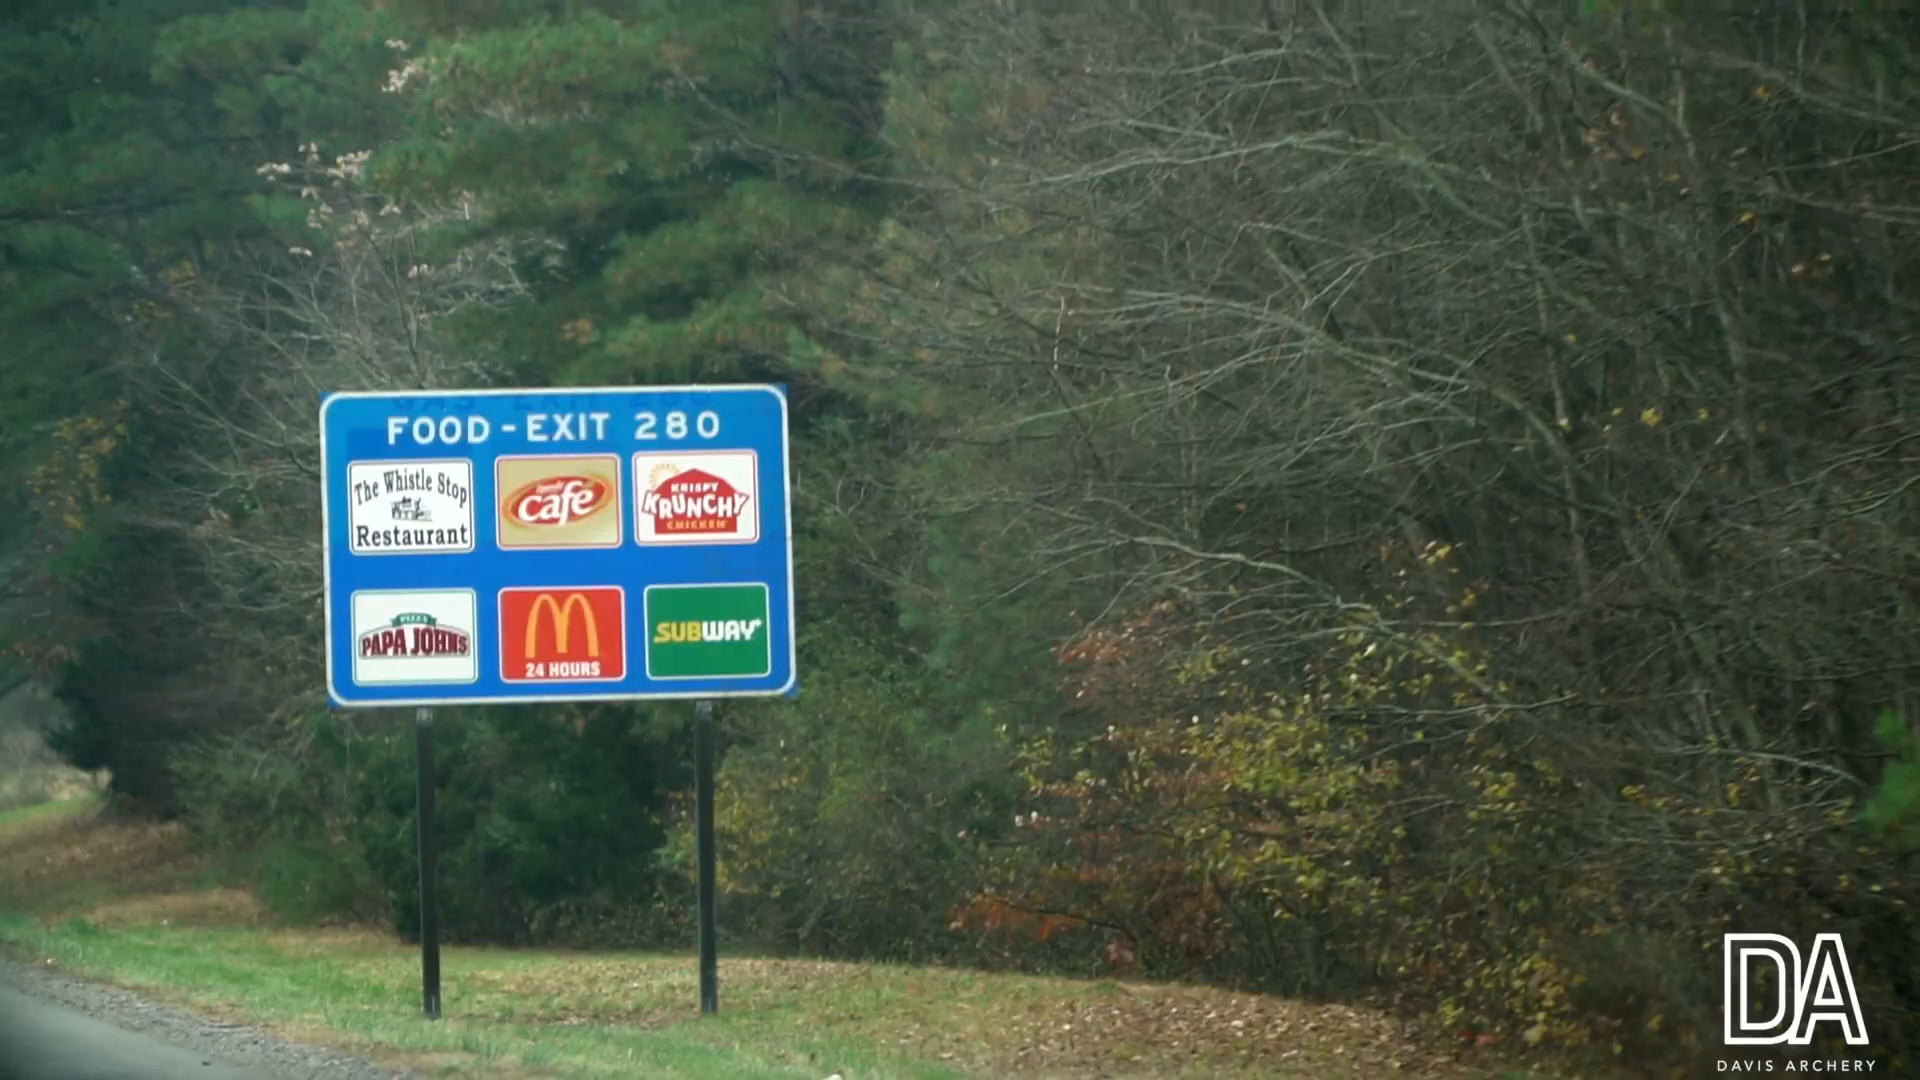 FOOD - EXIT 280
The Whistle Stop
Restaurant
cafe
KRISPY
KRUNCHY
CHICKEN
PIZZA
PAPA JOHNS
24 HOURS
SUBWAY
DA
DAVIS ARCHERY